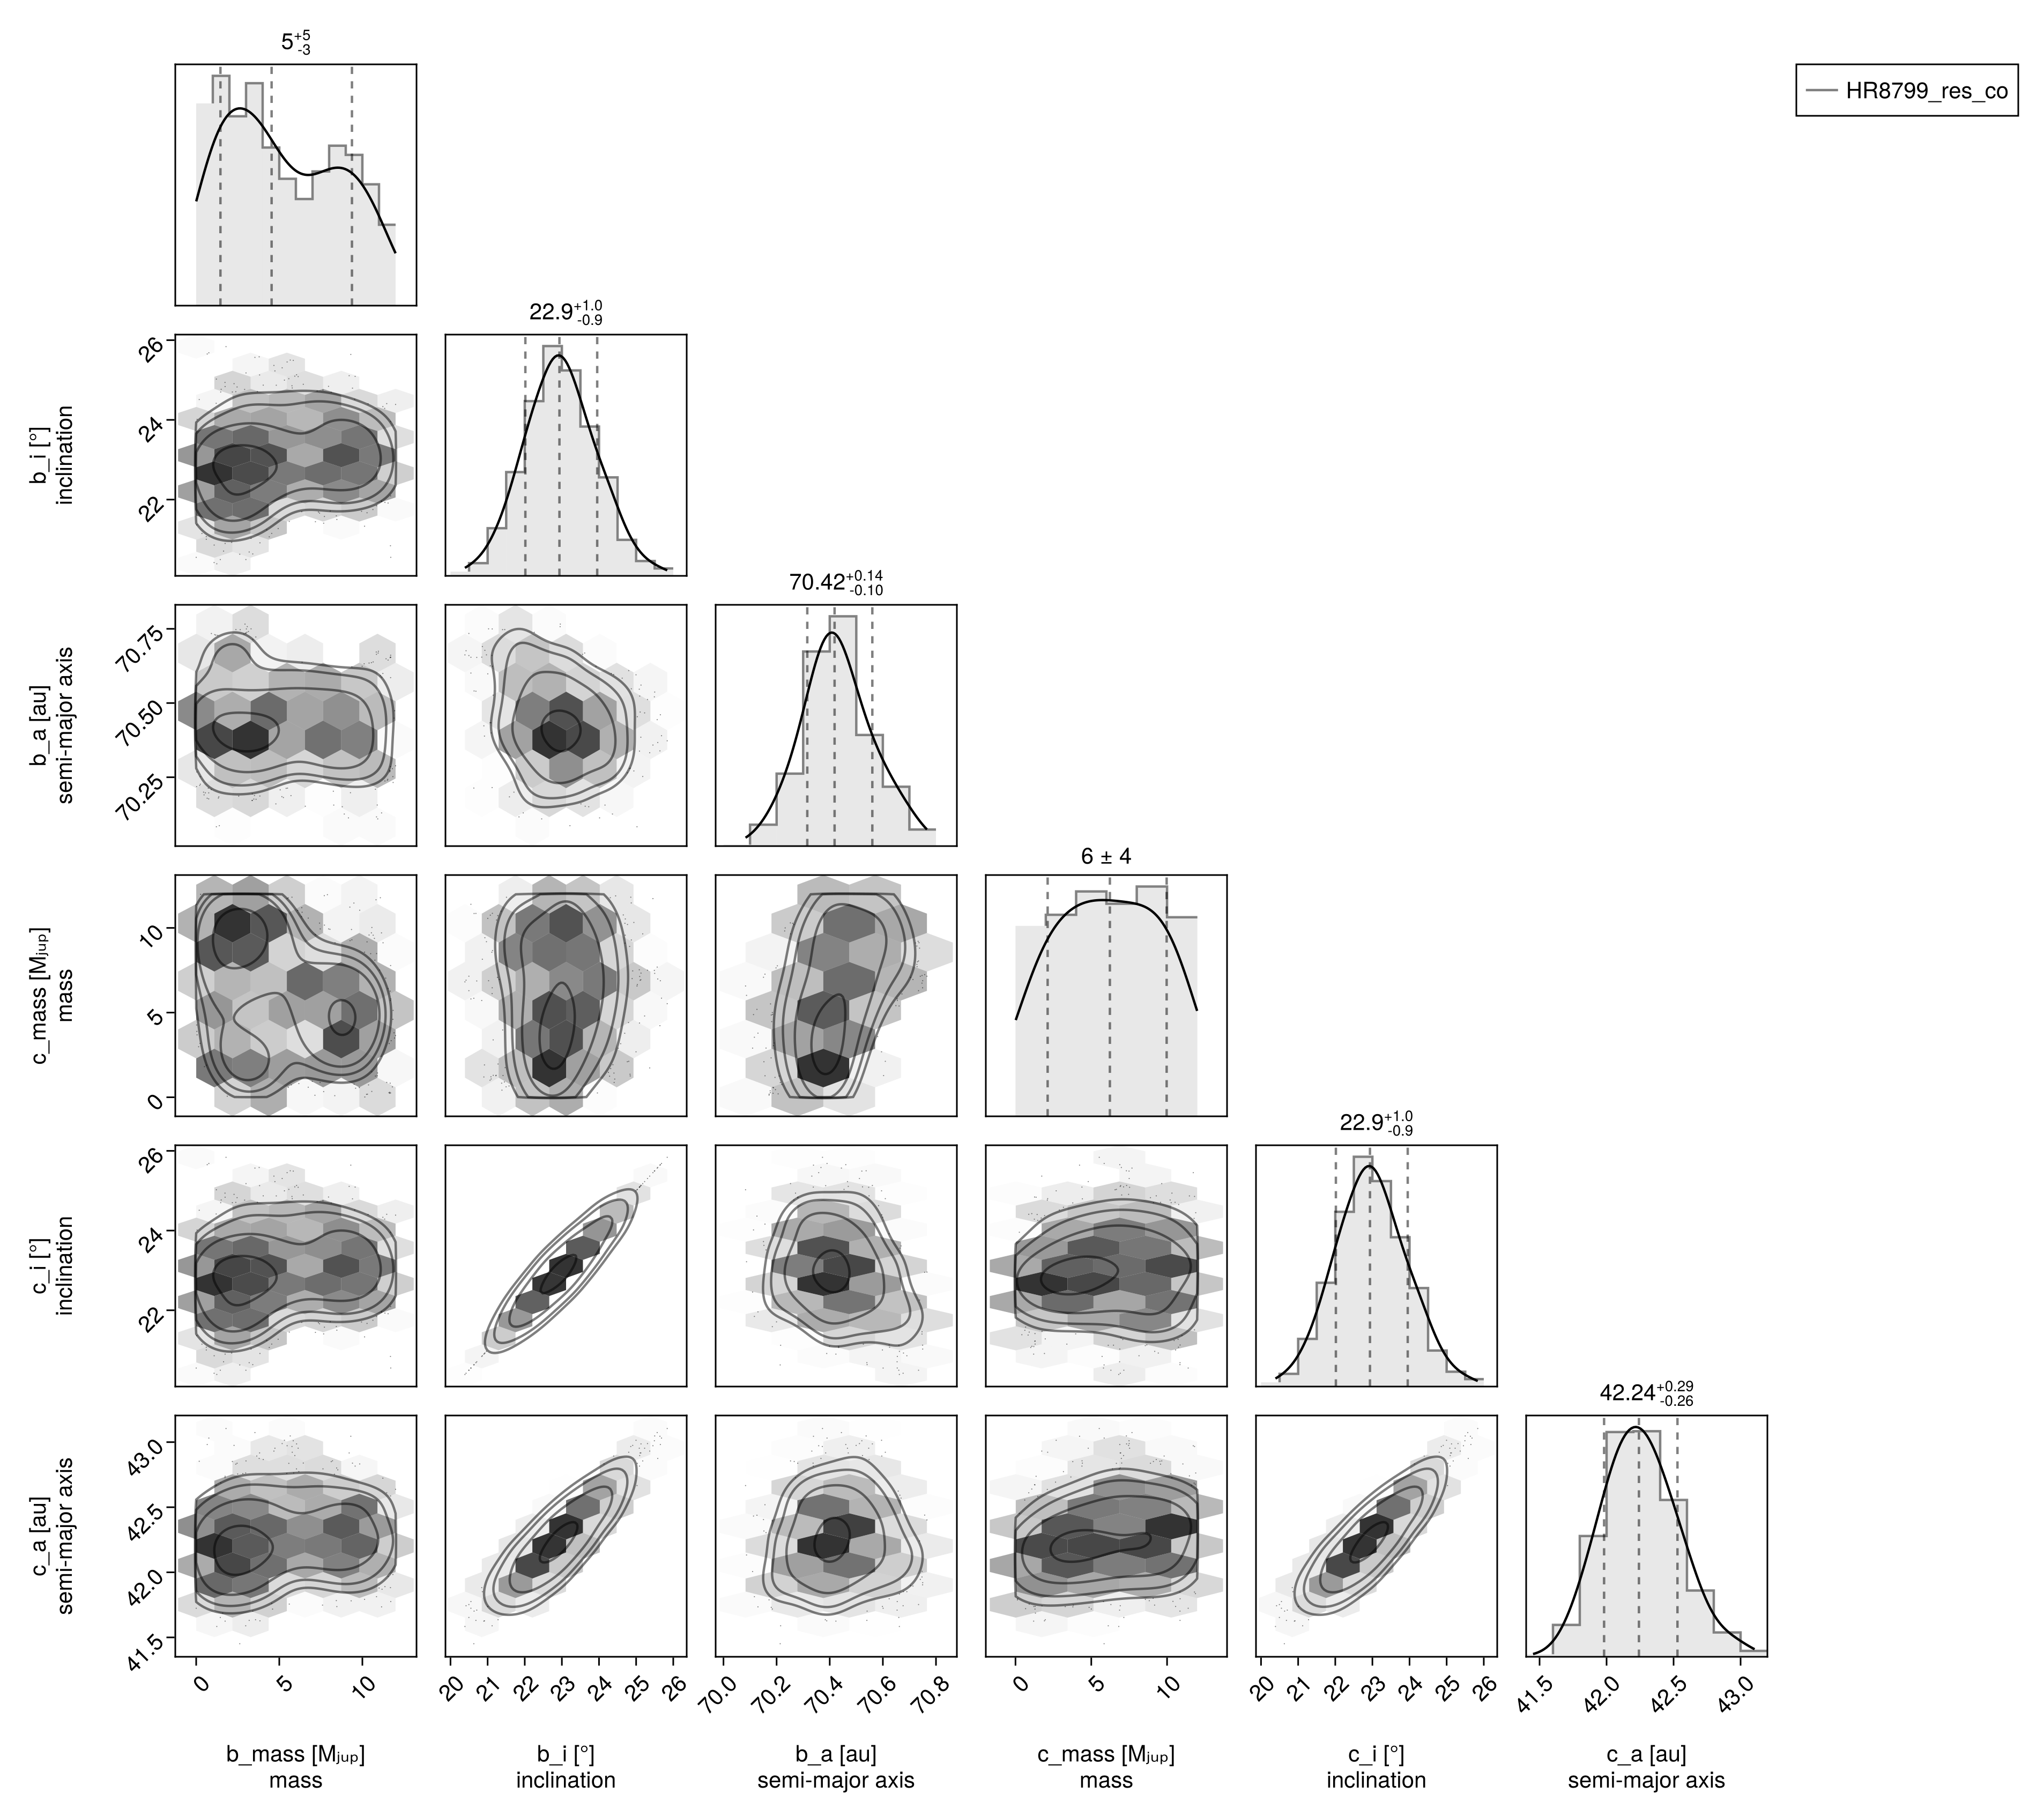 5+5-3
HR8799_res_co
22.9+1.0-0.9
26
24
22
b_i [°]
inclination
70.42+0.14-0.10
70.75
70.50
70.25
b_a [au]
semi-major axis
6 ± 4
10
5
0
c_mass [Mⱼᵤₚ]
mass
22.9+1.0-0.9
26
24
22
c_i [°]
inclination
42.24+0.29-0.26
43.0
42.5
42.0
41.5
c_a [au]
semi-major axis
0 5 10
20 21 22 23 24 25 26
70.0 70.2 70.4 70.6 70.8
0 5 10
20 21 22 23 24 25 26
41.5 42.0 42.5 43.0
b_mass [Mⱼᵤₚ]
mass
b_i [°]
inclination
b_a [au]
semi-major axis
c_mass [Mⱼᵤₚ]
mass
c_i [°]
inclination
c_a [au]
semi-major axis